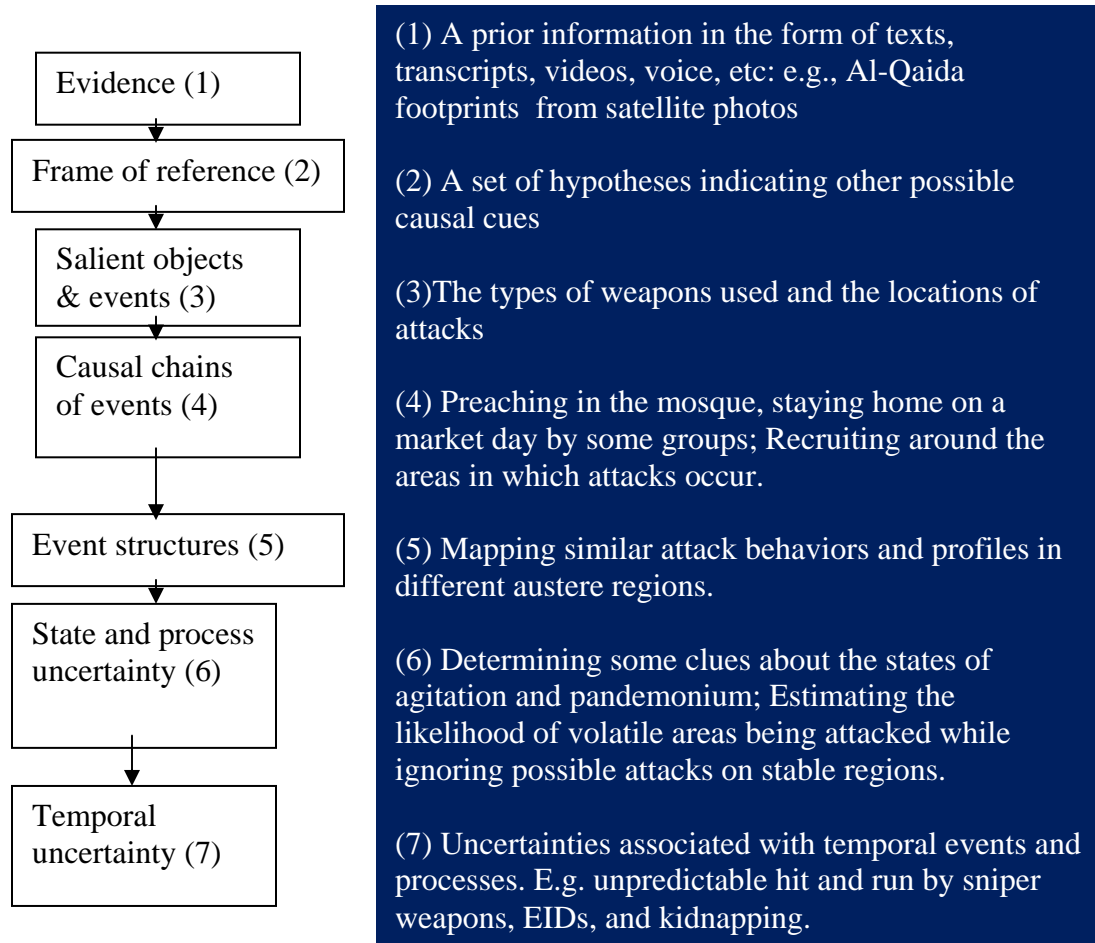 Evidence (1)
Frame of reference (2)
Salient objects
& events (3)
Causal chains
of events (4)
Event structures (5)
State and process
uncertainty (6)
Temporal
uncertainty (7)
(1) A prior information in the form of texts,
transcripts, videos, voice, etc: e.g., Al-Qaida
footprints from satellite photos
(2) A set of hypotheses indicating other possible
causal cues
(3)The types of weapons used and the locations of
attacks
(4) Preaching in the mosque, staying home on a
market day by some groups; Recruiting around the
areas in which attacks occur.
(5) Mapping similar attack behaviors and profiles in
different austere regions.
(6) Determining some clues about the states of
agitation and pandemonium; Estimating the
likelihood of volatile areas being attacked while
ignoring possible attacks on stable regions.
(7) Uncertainties associated with temporal events and
processes. E.g. unpredictable hit and run by sniper
weapons, EIDs, and kidnapping.